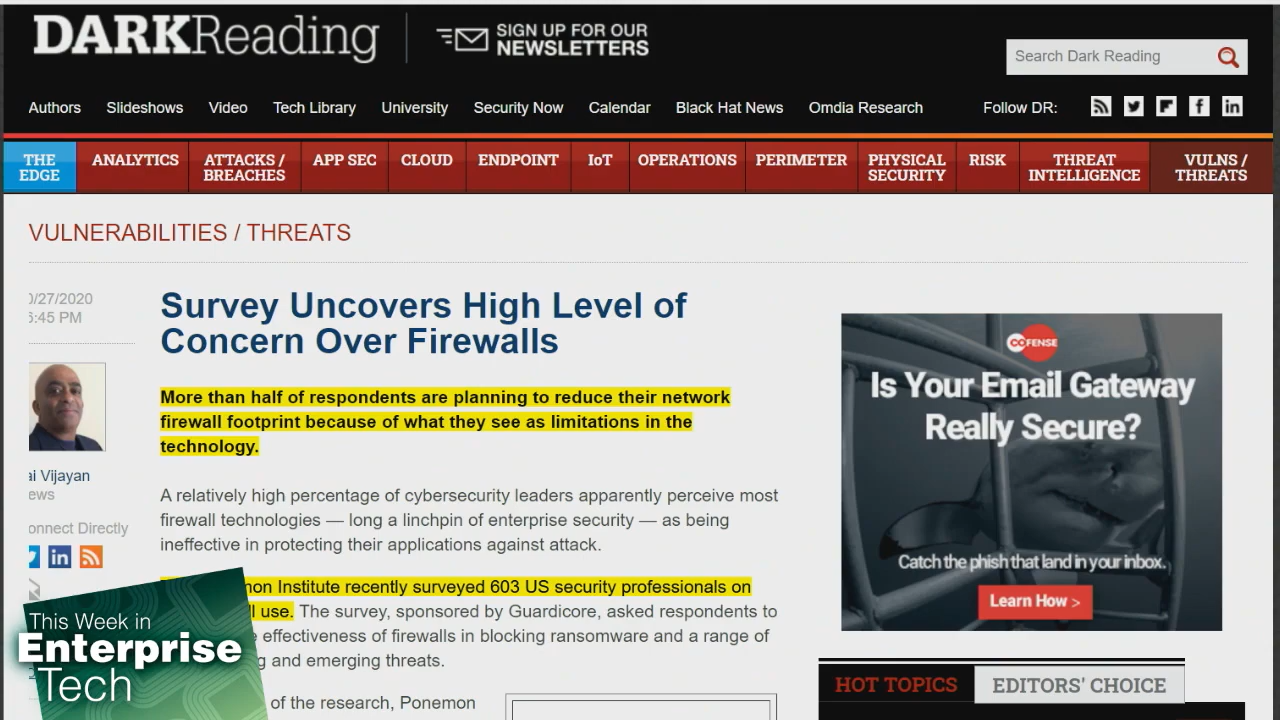 DARKReading
SIGN UP FOR OUR
NEWSLETTERS
Search Dark Reading
Authors Slideshows Video Tech Library University Security Now Calendar Black Hat News Omdia Research Follow DR:
THE EDGE ANALYTICS ATTACKS / BREACHES APP SEC CLOUD ENDPOINT IoT OPERATIONS PERIMETER PHYSICAL SECURITY RISK THREAT INTELLIGENCE VULNS / THREATS
VULNERABILITIES / THREATS
0/27/2020
:45 PM
ai Vijayan
ews
onnect Directly
Survey Uncovers High Level of
Concern Over Firewalls
More than half of respondents are planning to reduce their network
firewall footprint because of what they see as limitations in the
technology.
A relatively high percentage of cybersecurity leaders apparently perceive most
firewall technologies — long a linchpin of enterprise security — as being
ineffective in protecting their applications against attack.
mon Institute recently surveyed 603 US security professionals on
ll use. The survey, sponsored by Guardicore, asked respondents to
e effectiveness of firewalls in blocking ransomware and a range of
g and emerging threats.
of the research, Ponemon
COFENSE
Is Your Email Gateway
Really Secure?
Catch the phish that land in your inbox.
Learn How >
HOT TOPICS EDITORS' CHOICE
This Week in
Enterprise
Tech